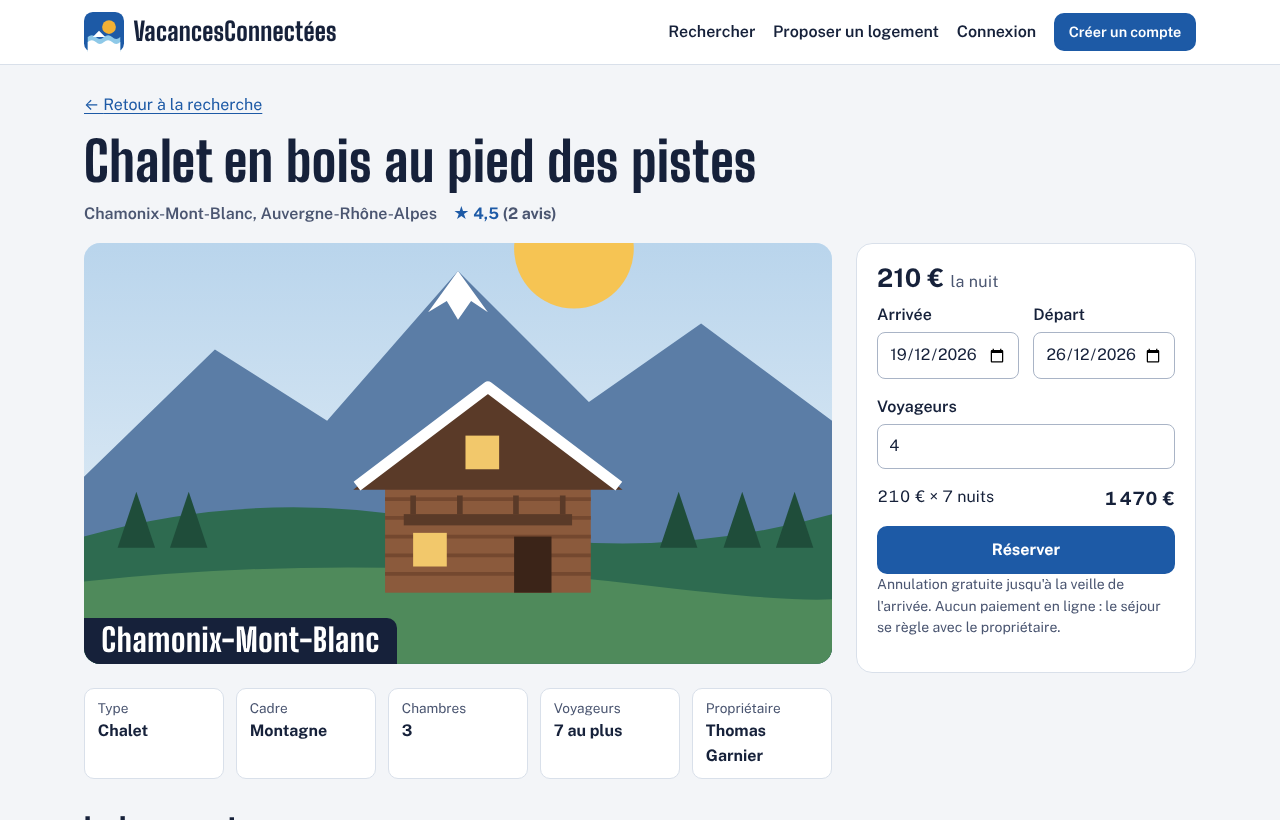 VacancesConnectées
Rechercher Proposer un logement Connexion Créer un compte
← Retour à la recherche
Chalet en bois au pied des pistes
Chamonix-Mont-Blanc, Auvergne-Rhône-Alpes ★ 4,5 (2 avis)
210 € la nuit
Arrivée Départ
19/12/2026 26/12/2026
Voyageurs
4
210 € × 7 nuits 1 470 €
Réserver
Annulation gratuite jusqu'à la veille de
l'arrivée. Aucun paiement en ligne : le séjour
se règle avec le propriétaire.
Chamonix-Mont-Blanc
Type Cadre Chambres Voyageurs Propriétaire
Chalet Montagne 3 7 au plus Thomas
Garnier